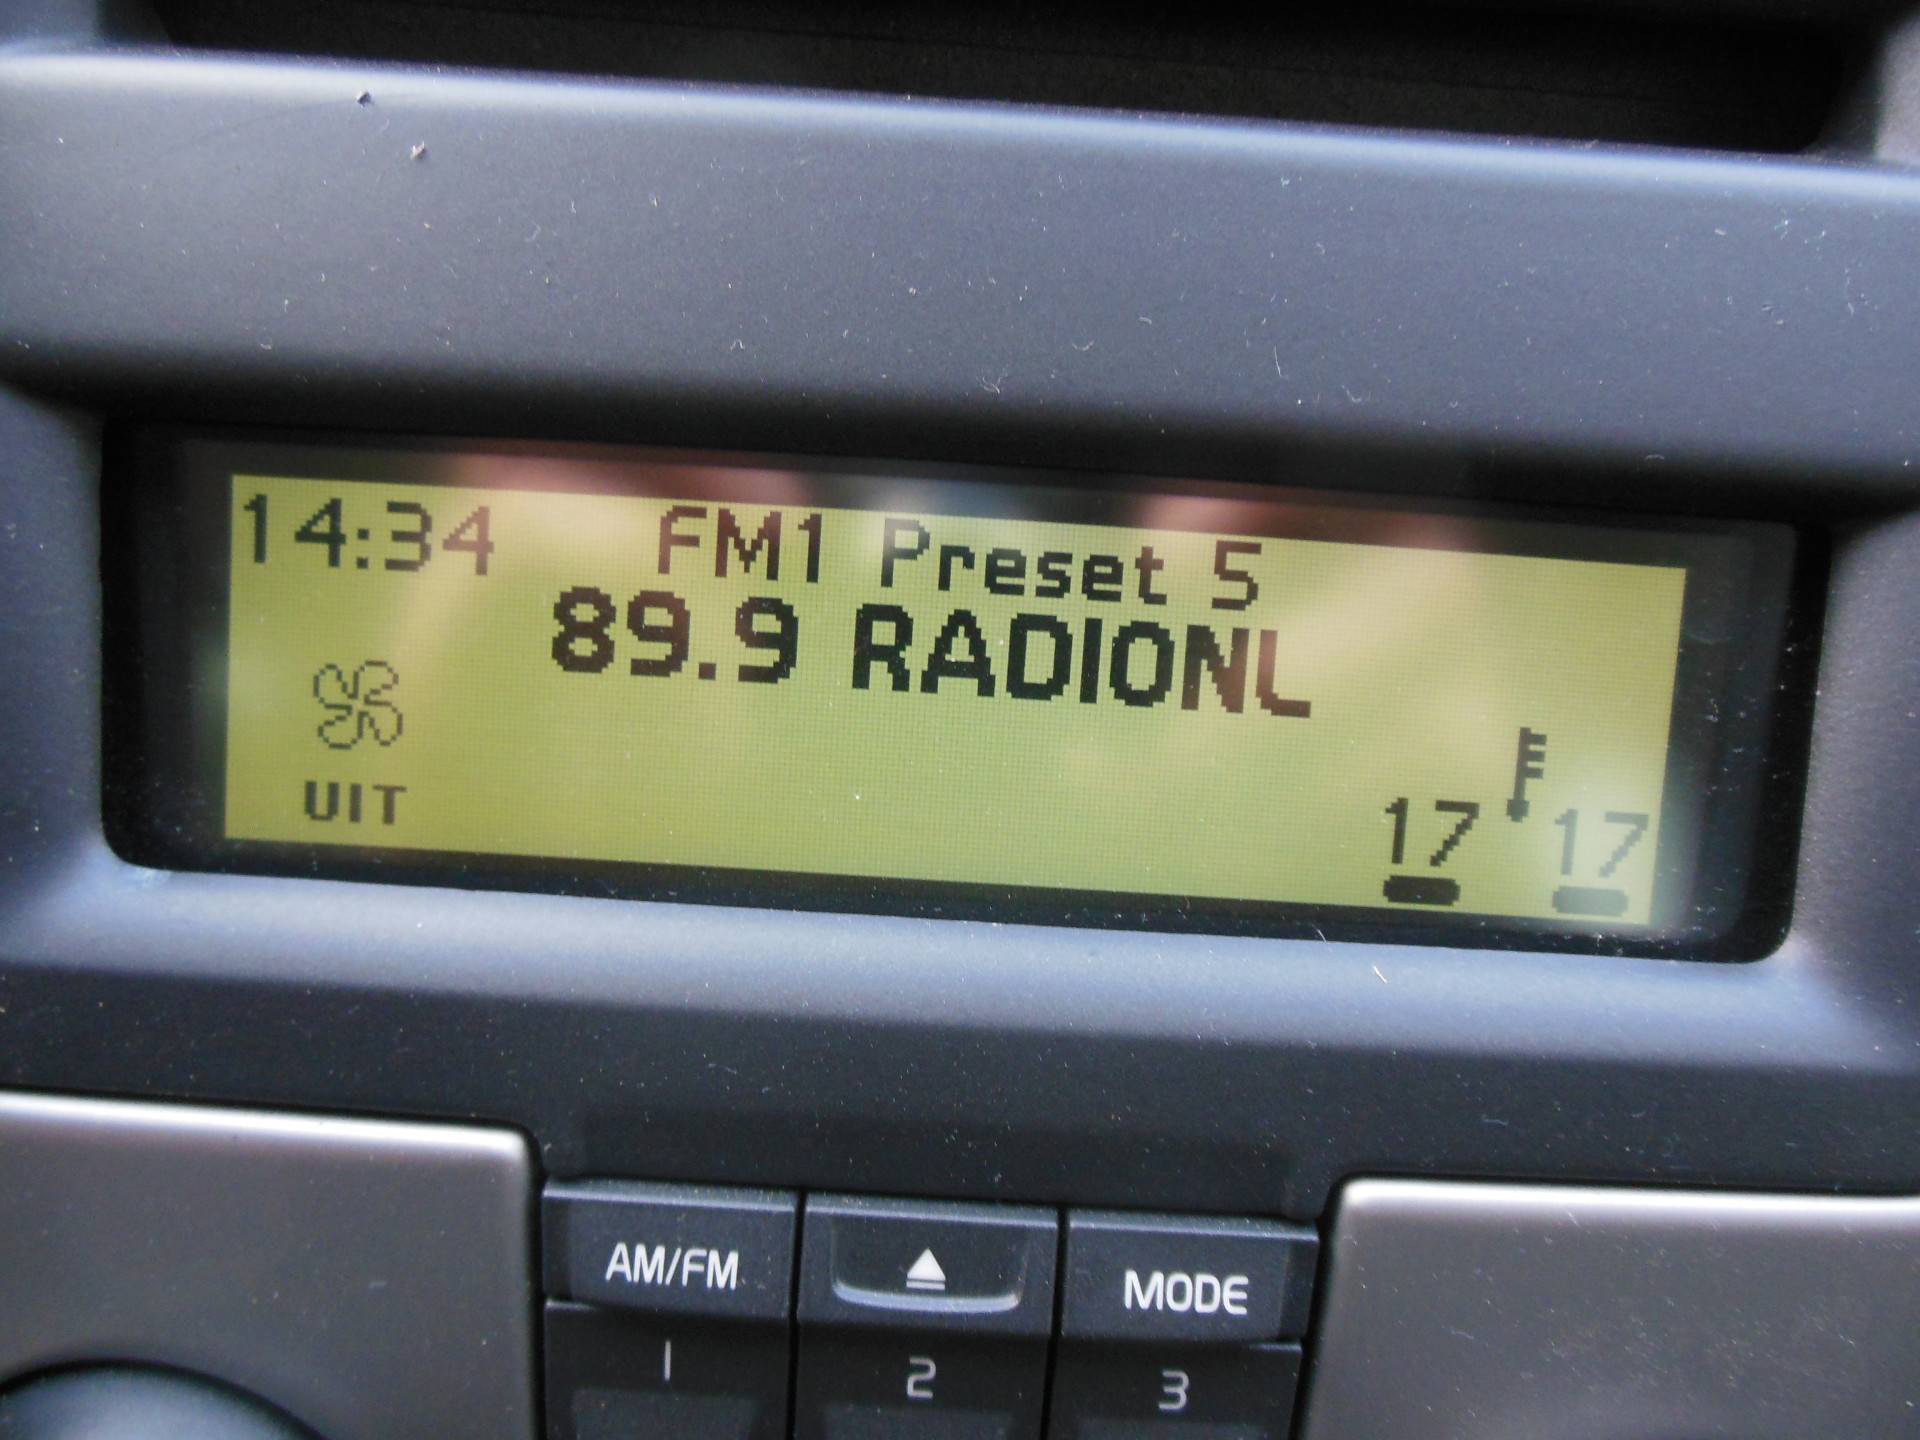 14:34 FM1 Preset 5
89.9 RADIONL
UIT
17 17
AM/FM MODE
1 2 3